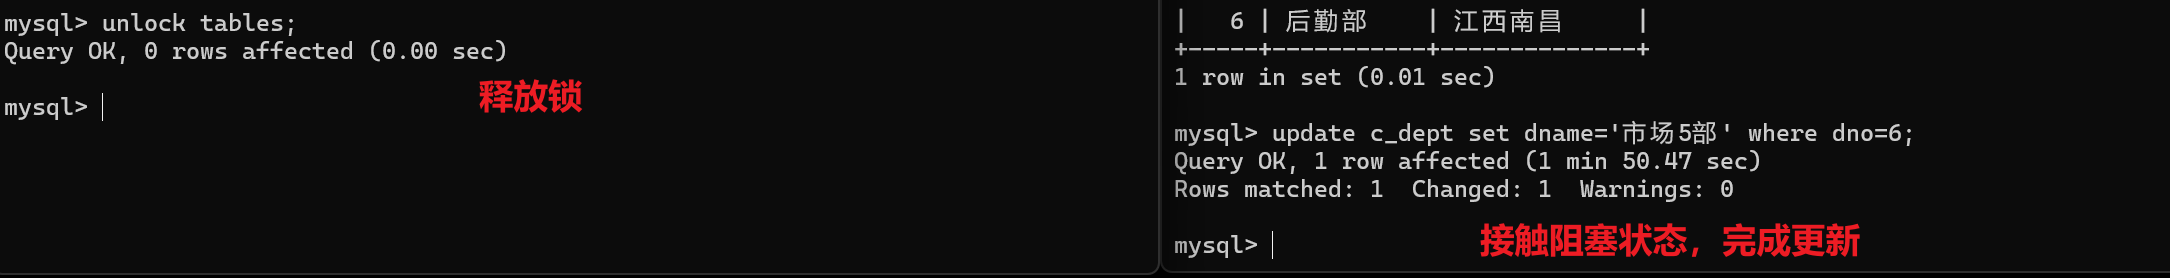 mysql> unlock tables;
Query OK, 0 rows affected (0.00 sec)
释放锁
mysql>
|   6 | 后勤部    | 江西南昌     |
+-----+-----------+--------------+
1 row in set (0.01 sec)
mysql> update c_dept set dname='市场5部' where dno=6;
Query OK, 1 row affected (1 min 50.47 sec)
Rows matched: 1  Changed: 1  Warnings: 0
接触阻塞状态，完成更新
mysql>